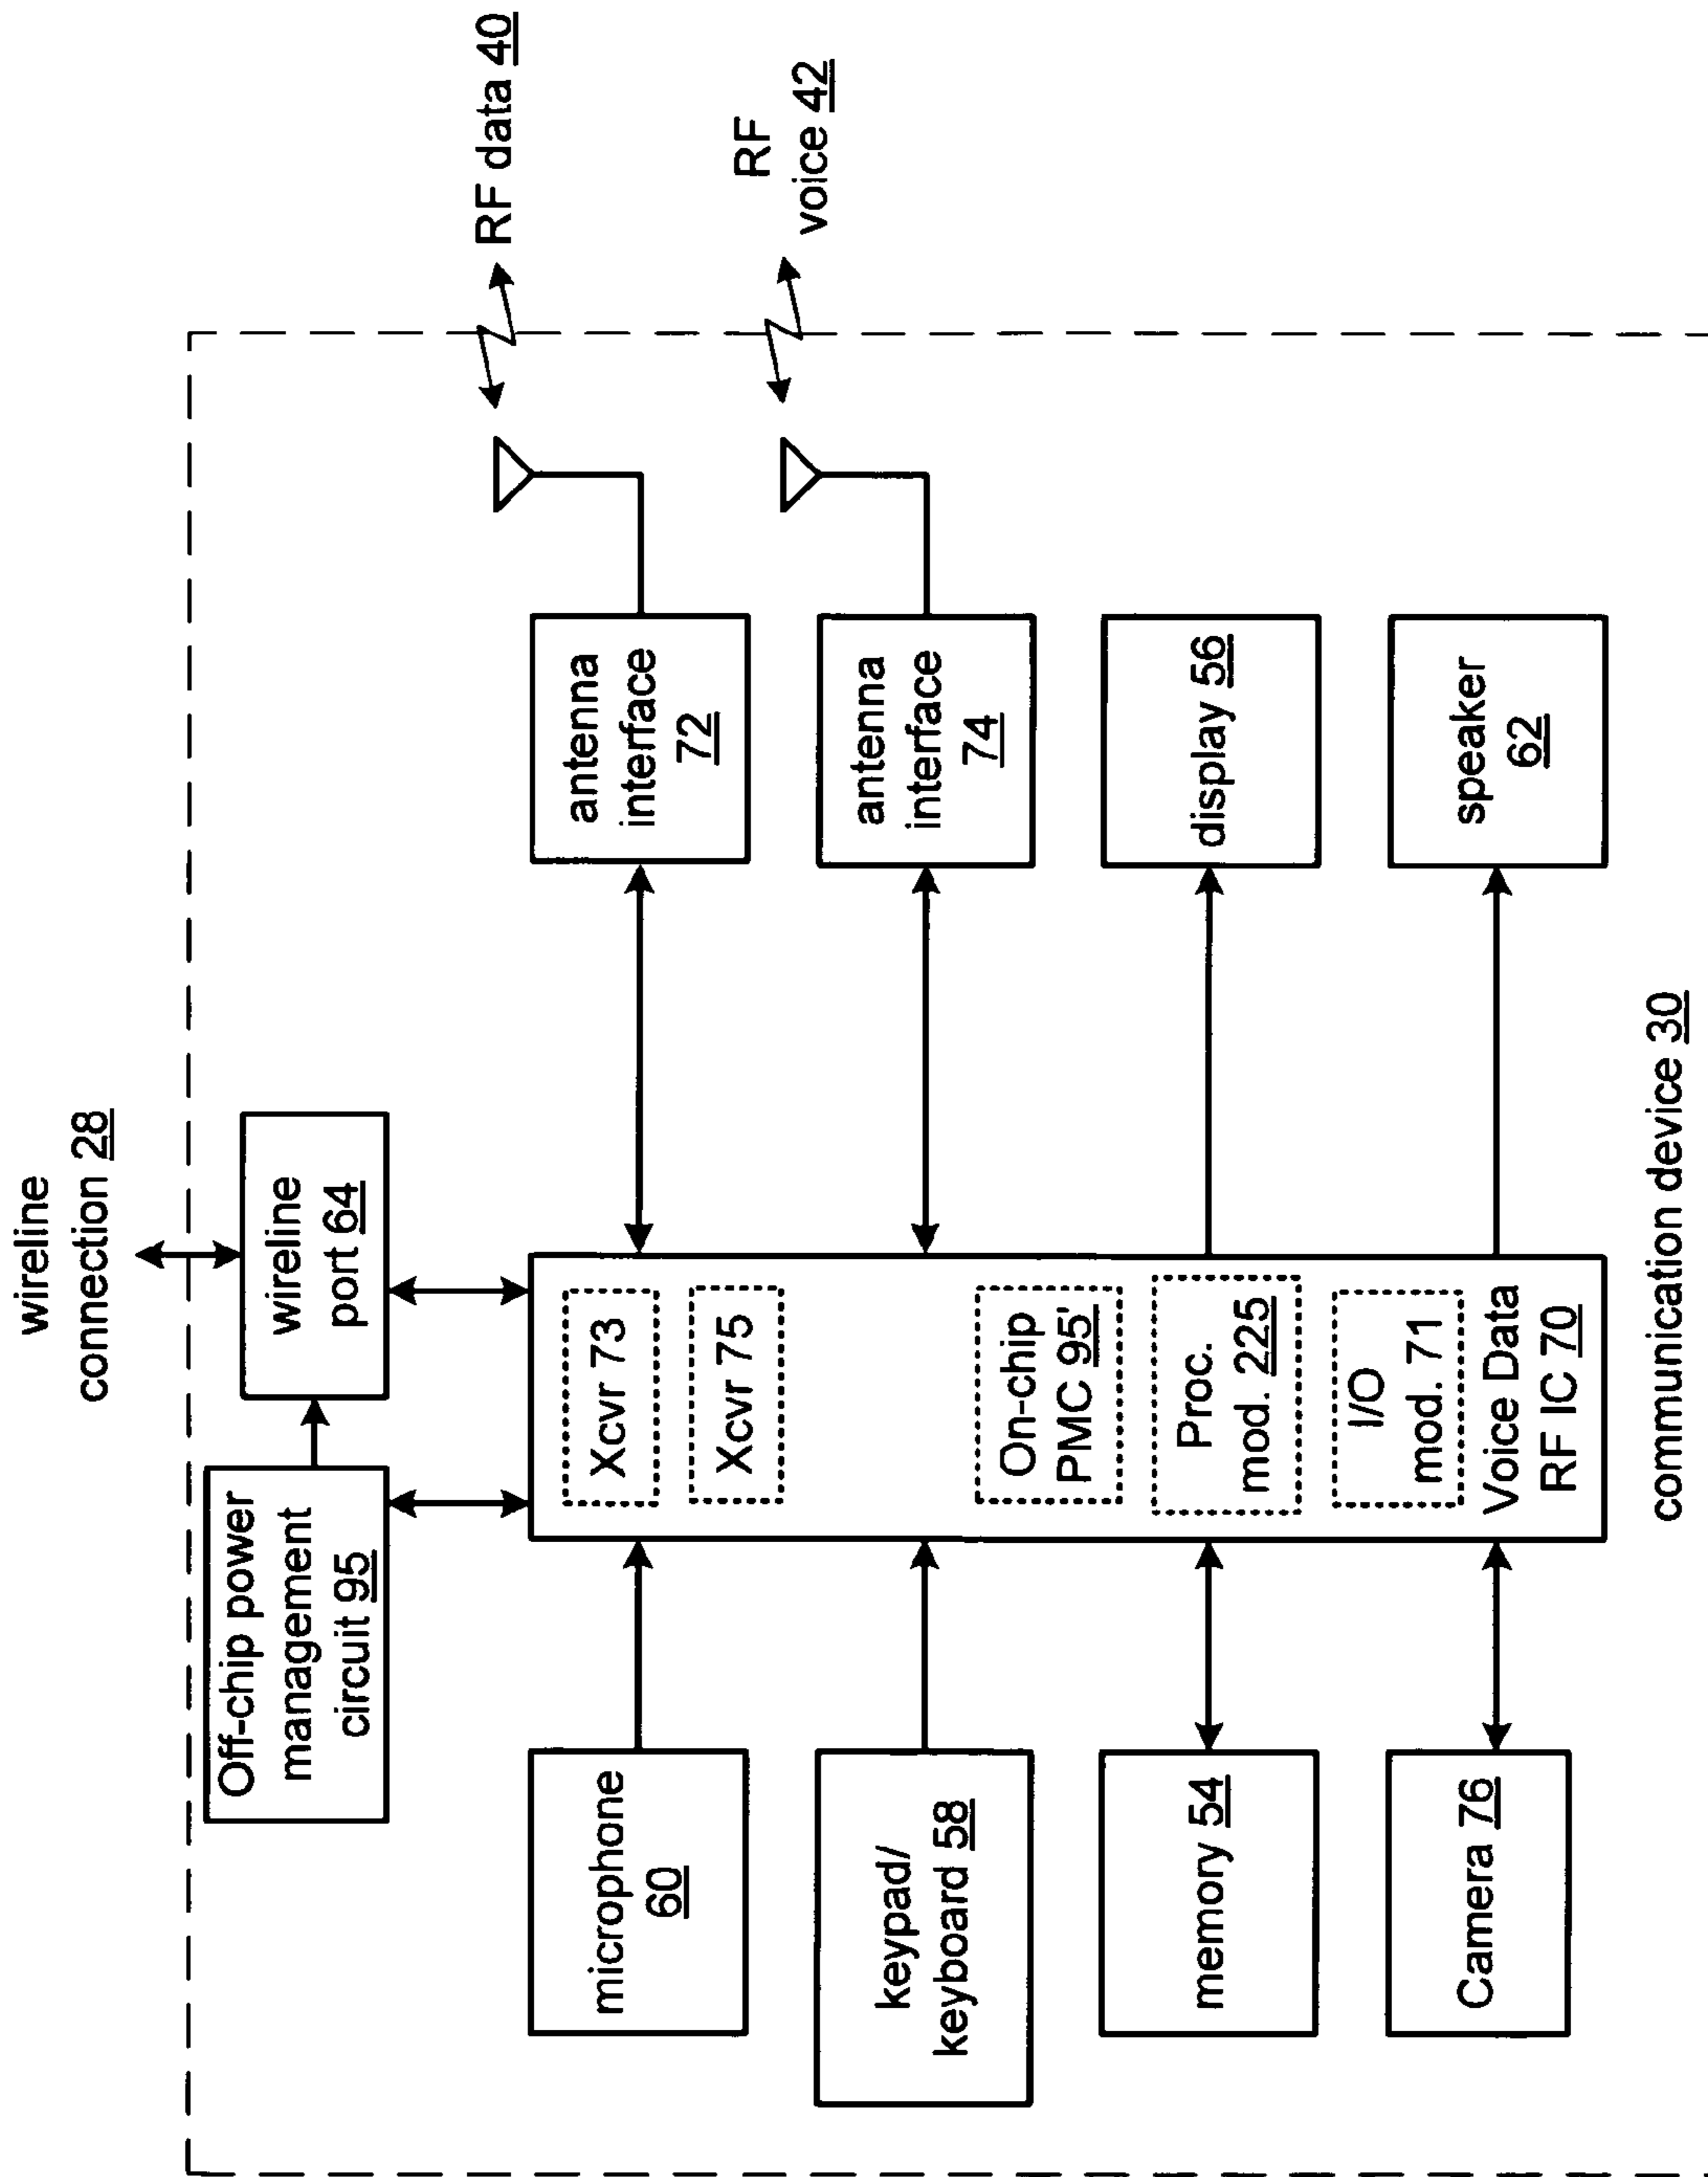 wireline
connection 28
Off-chip power
management
circuit 95
wireline
port 64
RF data 40
RF
voice 42
microphone
60
keypad/
keyboard 58
memory 54
Camera 76
Xcvr 73
Xcvr 75
On-chip
PMC 95'
Proc.
mod. 225
I/O
mod. 71
Voice Data
RF IC 70
antenna
interface
72
antenna
interface
74
display 56
speaker
62
communication device 30